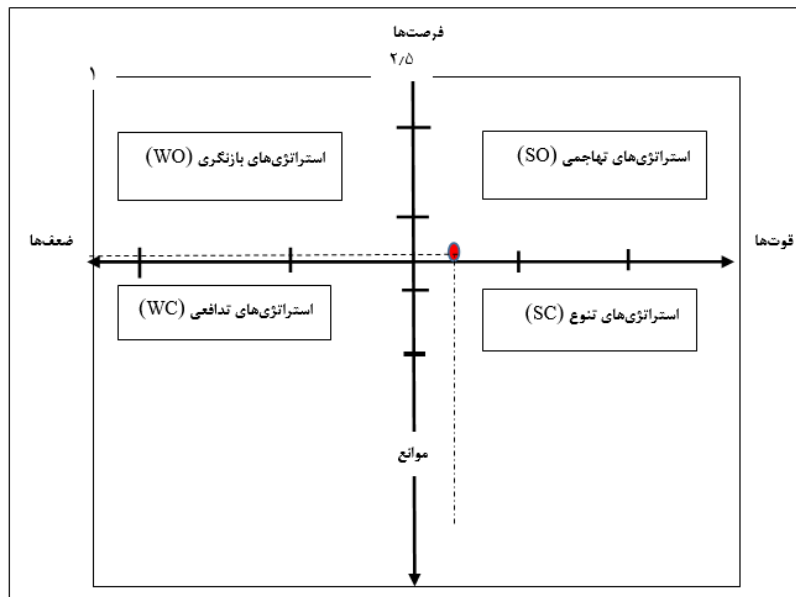 فرصت‌ها
۲٫۵
۱
استراتژی‌های تهاجمی (SO)
استراتژی‌های بازنگری (WO)
قوت‌ها
ضعف‌ها
استراتژی‌های تنوع (SC)
استراتژی‌های تدافعی (WC)
موانع